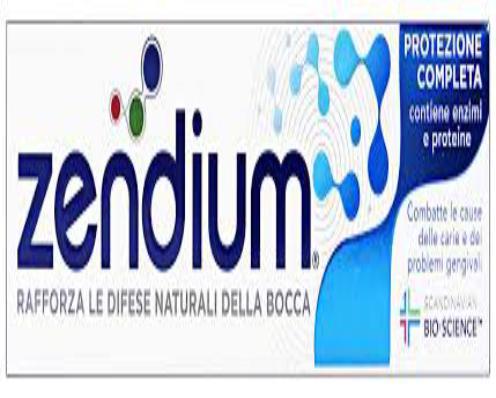 PROTEZIONE
COMPLETA
contiene enzimi
e proteine
zendium®
RAFFORZA LE DIFESE NATURALI DELLA BOCCA
Combatte le cause
delle carie e dei
problemi gengivali
SCANDINAVIAN
BIO-SCIENCE™